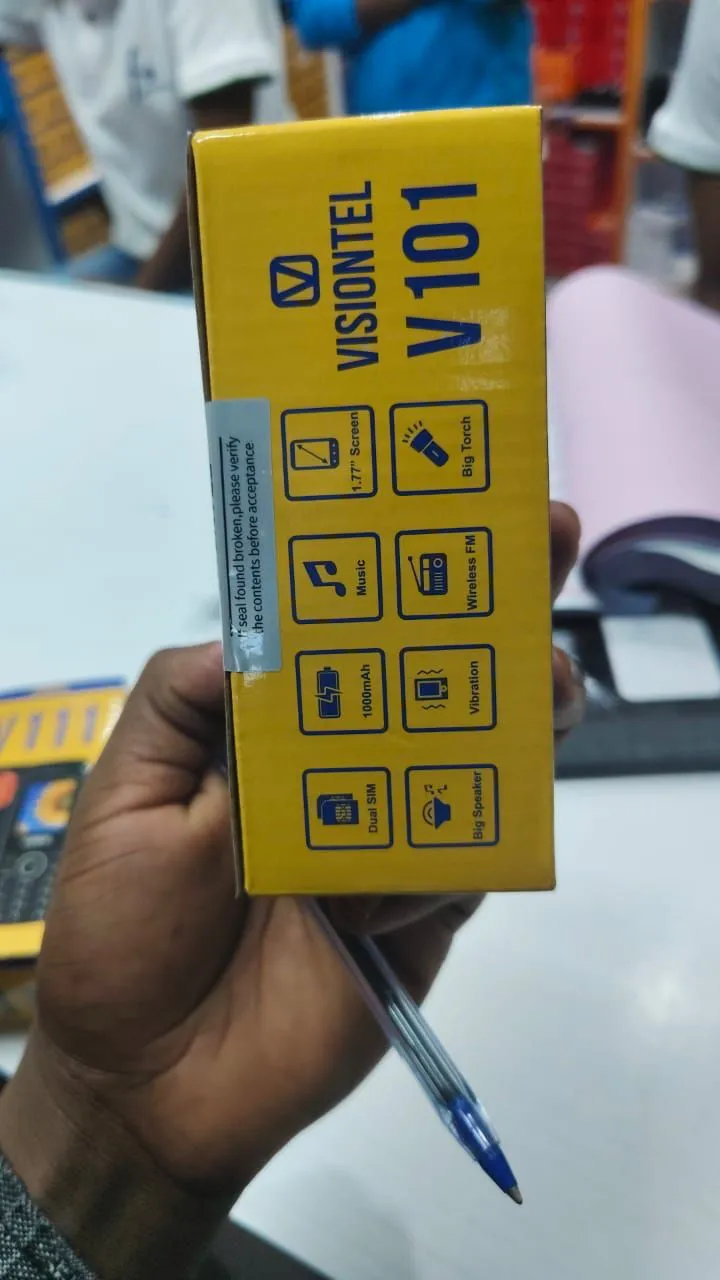 VISIONTEL
V101
1.77" Screen
Music
1000mAh
Dual SIM
Big Torch
Wireless FM
Vibration
Big Speaker
If seal found broken,please verify
the contents before acceptance
V111